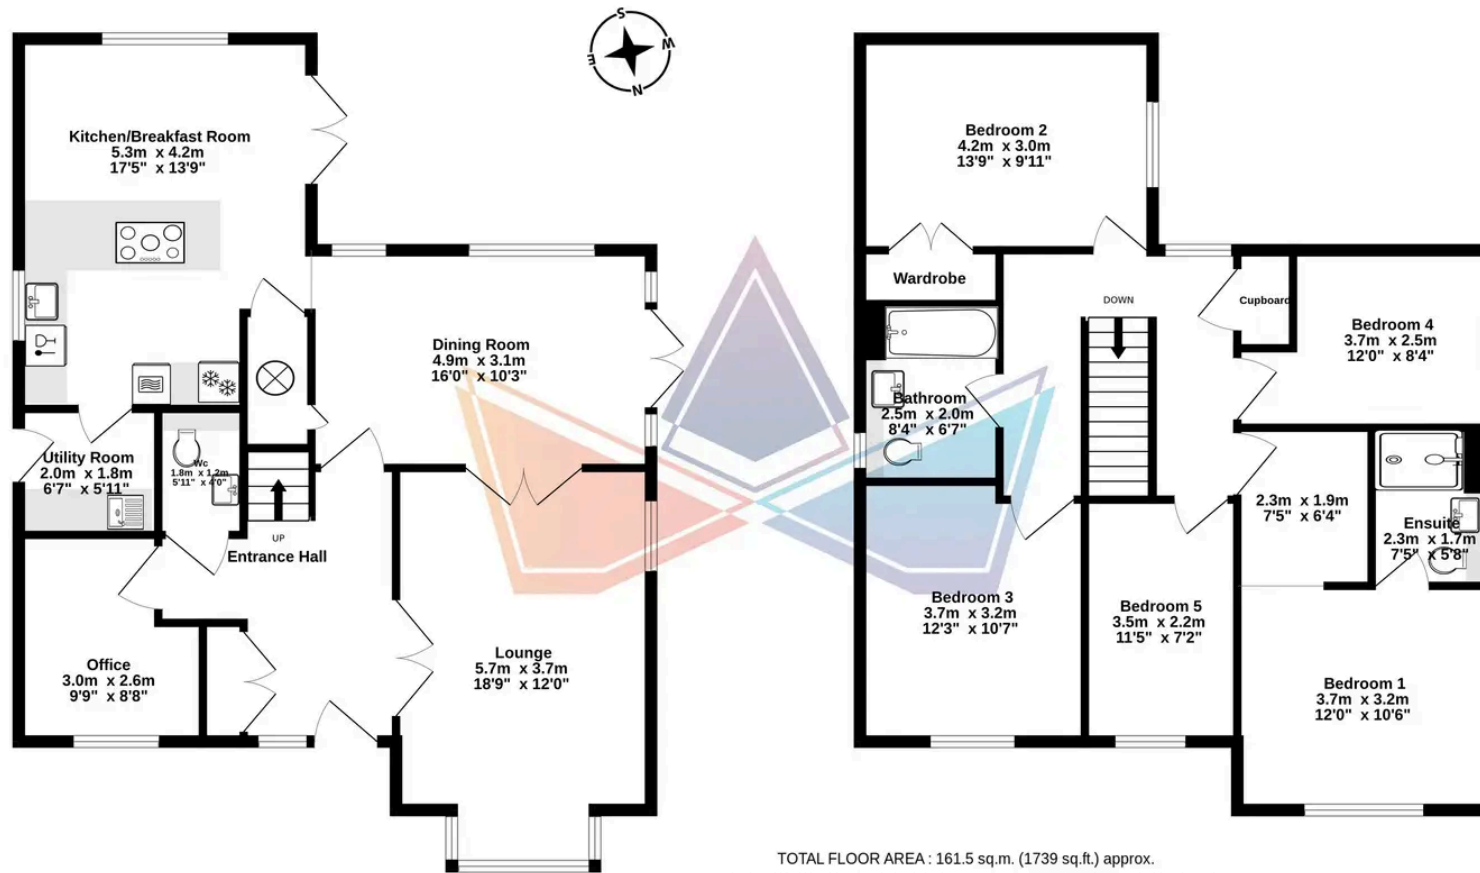 S
W
E
N
Kitchen/Breakfast Room
5.3m x 4.2m
17'5" x 13'9"
Dining Room
4.9m x 3.1m
16'0" x 10'3"
Utility Room
2.0m x 1.8m
6'7" x 5'11"
Wc
1.8m x 1.2m
5'11" x 4'0"
UP
Entrance Hall
Office
3.0m x 2.6m
9'9" x 8'8"
Lounge
5.7m x 3.7m
18'9" x 12'0"
Bedroom 2
4.2m x 3.0m
13'9" x 9'11"
Wardrobe
DOWN
Cupboard
Bedroom 4
3.7m x 2.5m
12'0" x 8'4"
Bathroom
2.5m x 2.0m
8'4" x 6'7"
2.3m x 1.9m
7'5" x 6'4"
Ensuite
2.3m x 1.7m
7'5" x 5'8"
Bedroom 3
3.7m x 3.2m
12'3" x 10'7"
Bedroom 5
3.5m x 2.2m
11'5" x 7'2"
Bedroom 1
3.7m x 3.2m
12'0" x 10'6"
TOTAL FLOOR AREA : 161.5 sq.m. (1739 sq.ft.) approx.